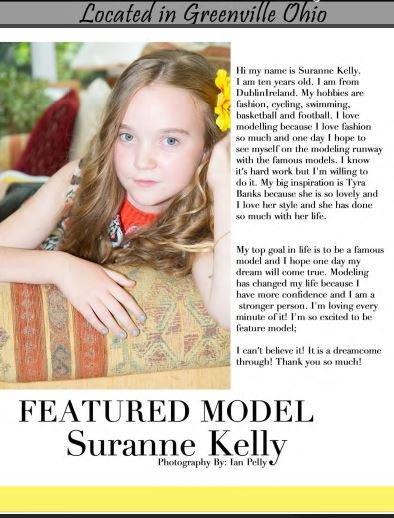 Located in Greenville Ohio
Hi my name is Suranne Kelly.
I am ten years old. I am from
DublinIreland. My hobbies are
fashion, cycling, swimming,
basketball and football. I love
modelling because I love fashion
so much and one day I hope to
see myself on the modeling runway
with the famous models. I know
it's hard work but I'm willing to
do it. My big inspiration is Tyra
Banks because she is so lovely and
I love her style and she has done
so much with her life.
My top goal in life is to be a famous
model and I hope one day my
dream will come true. Modeling
has changed my life because I
have more confidence and I am a
stronger person. I'm loving every
minute of it! I'm so excited to be
feature model;
I can't believe it! It is a dreamcome
through! Thank you so much!
FEATURED MODEL
Suranne Kelly
Photography By: Ian Pelly